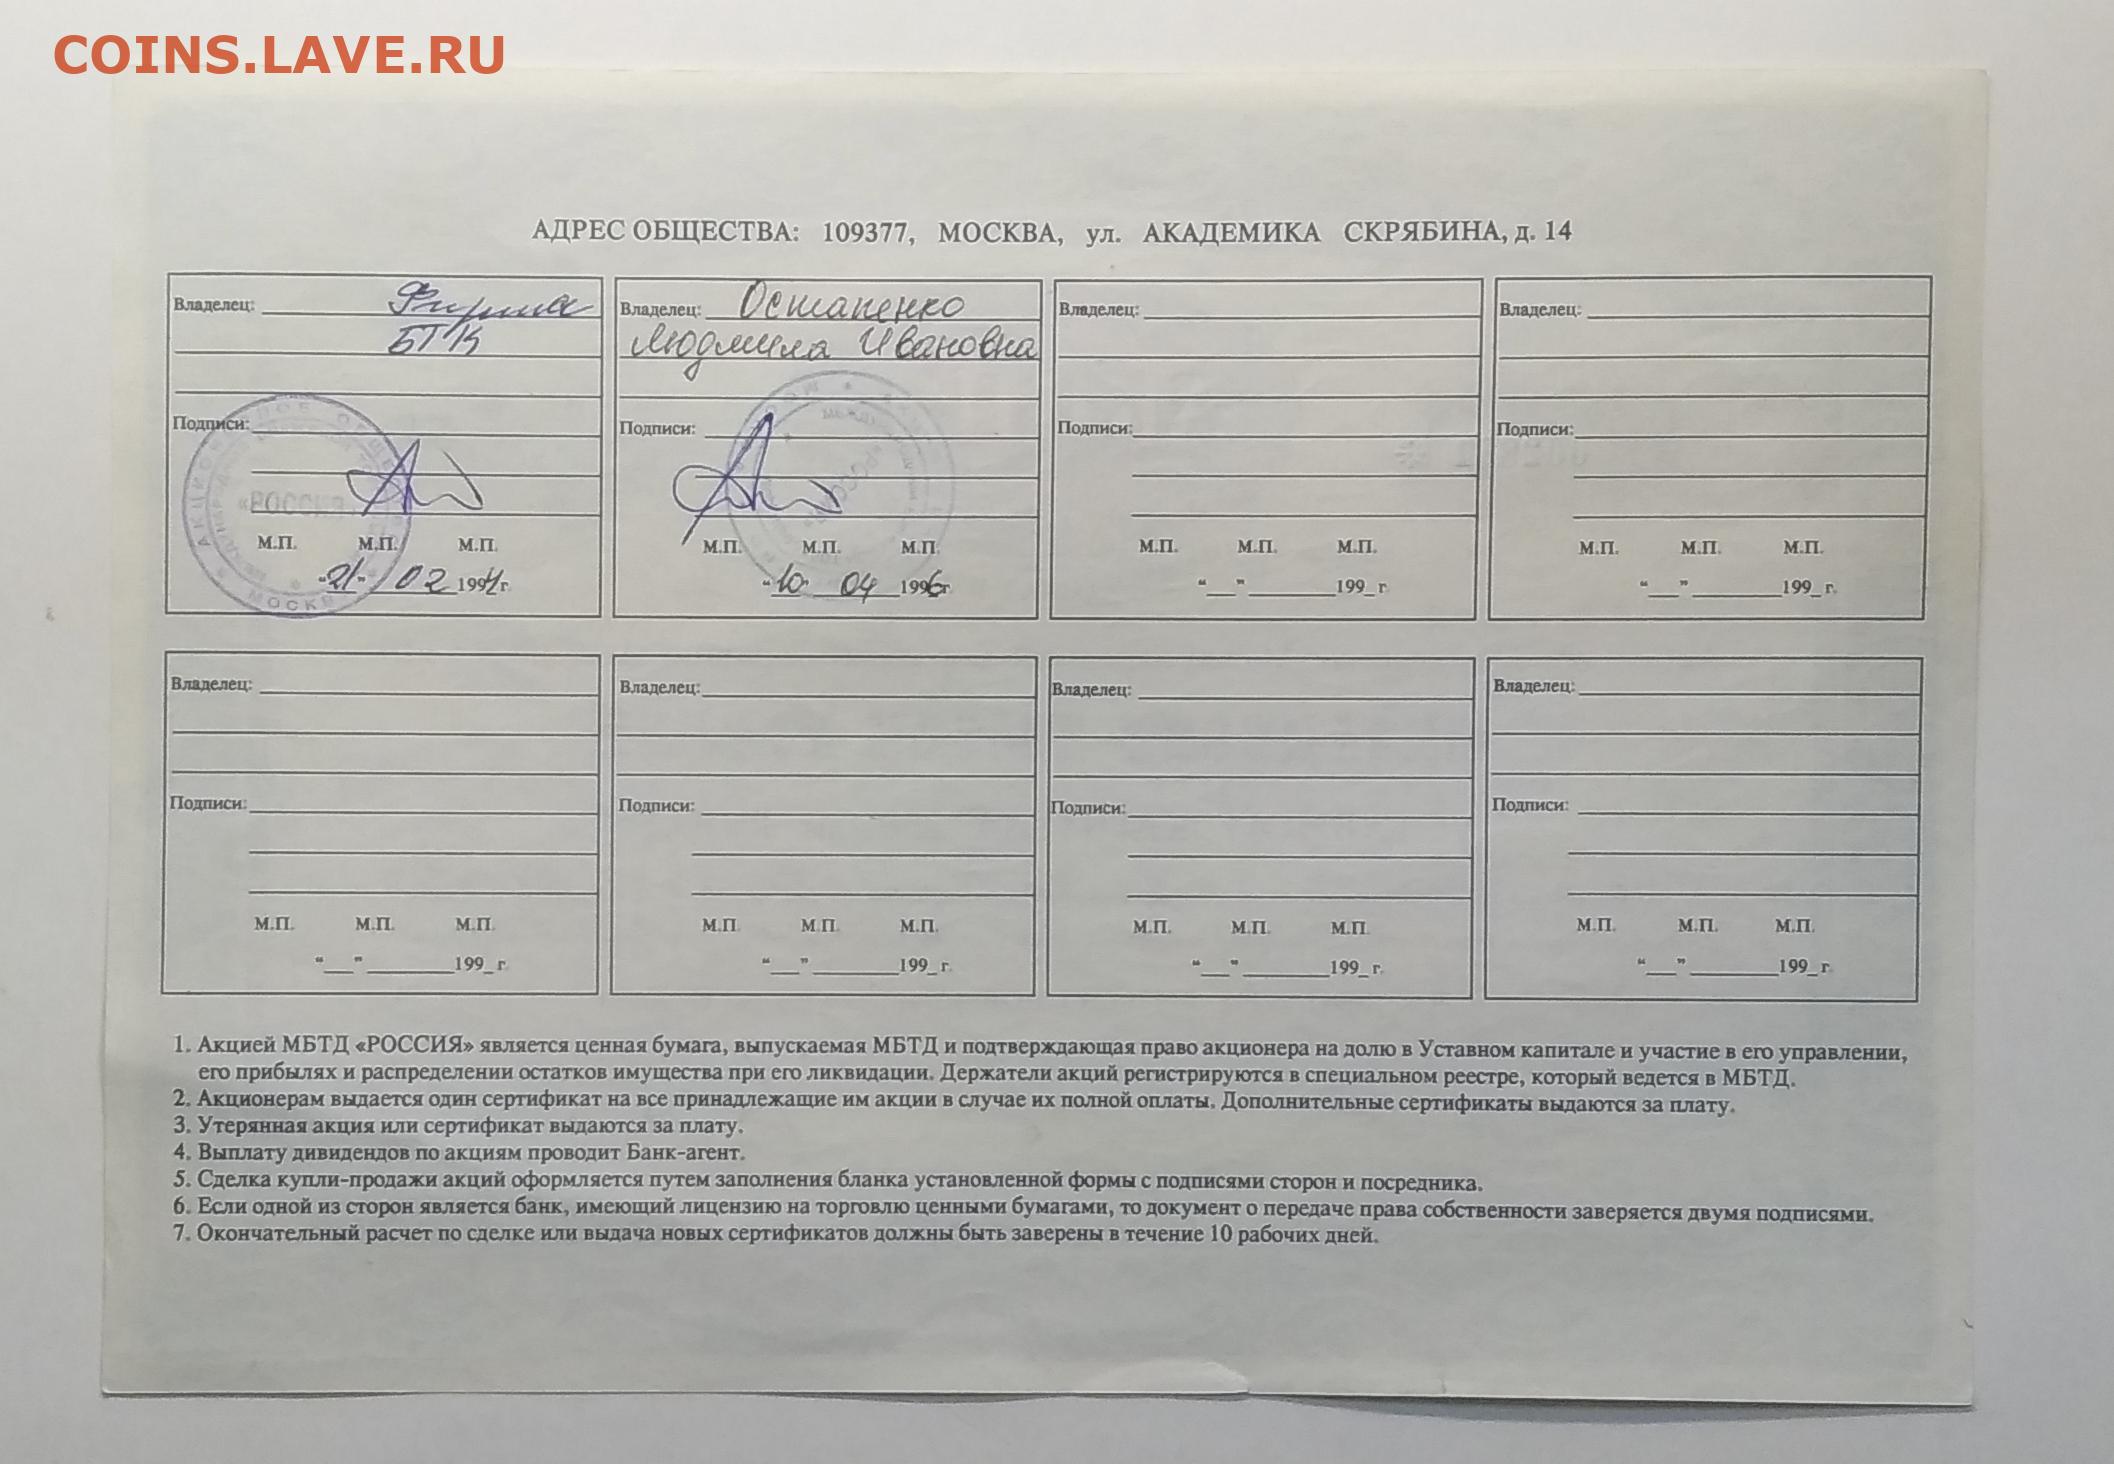 COINS.LAVE.RU
АДРЕС ОБЩЕСТВА: 109377, МОСКВА, ул. АКАДЕМИКА СКРЯБИНА, д. 14
Владелец: Фирма
БТК
Подписи:
АКЦИОНЕРНОЕ ОБЩЕСТВО
«РОССИЯ»
МОСКВА
М.П. М.П. М.П.
"21" 02 1994 г.
Владелец: Остапенко
Людмила Ивановна
Подписи:
«РОССИЯ»
М.П. М.П. М.П.
"10" 04 1996 г
Владелец:
Подписи:
М.П. М.П. М.П.
“__” ________199_ г.
Владелец:
Подписи:
М.П. М.П. М.П.
“__” ________199_ г.
Владелец:
Подписи:
М.П. М.П. М.П.
“__” ________199_ г.
Владелец:
Подписи:
М.П. М.П. М.П.
“__” ________199_ г.
Владелец:
Подписи:
М.П. М.П. М.П.
“__” ________199_ г.
Владелец:
Подписи:
М.П. М.П. М.П.
“__” ________199_ г.
1. Акцией МБТД «РОССИЯ» является ценная бумага, выпускаемая МБТД и подтверждающая право акционера на долю в Уставном капитале и участие в его управлении,
его прибылях и распределении остатков имущества при его ликвидации. Держатели акций регистрируются в специальном реестре, который ведется в МБТД.
2. Акционерам выдается один сертификат на все принадлежащие им акции в случае их полной оплаты. Дополнительные сертификаты выдаются за плату.
3. Утерянная акция или сертификат выдаются за плату.
4. Выплату дивидендов по акциям проводит Банк-агент.
5. Сделка купли-продажи акций оформляется путем заполнения бланка установленной формы с подписями сторон и посредника.
6. Если одной из сторон является банк, имеющий лицензию на торговлю ценными бумагами, то документ о передаче права собственности заверяется двумя подписями.
7. Окончательный расчет по сделке или выдача новых сертификатов должны быть заверены в течение 10 рабочих дней.